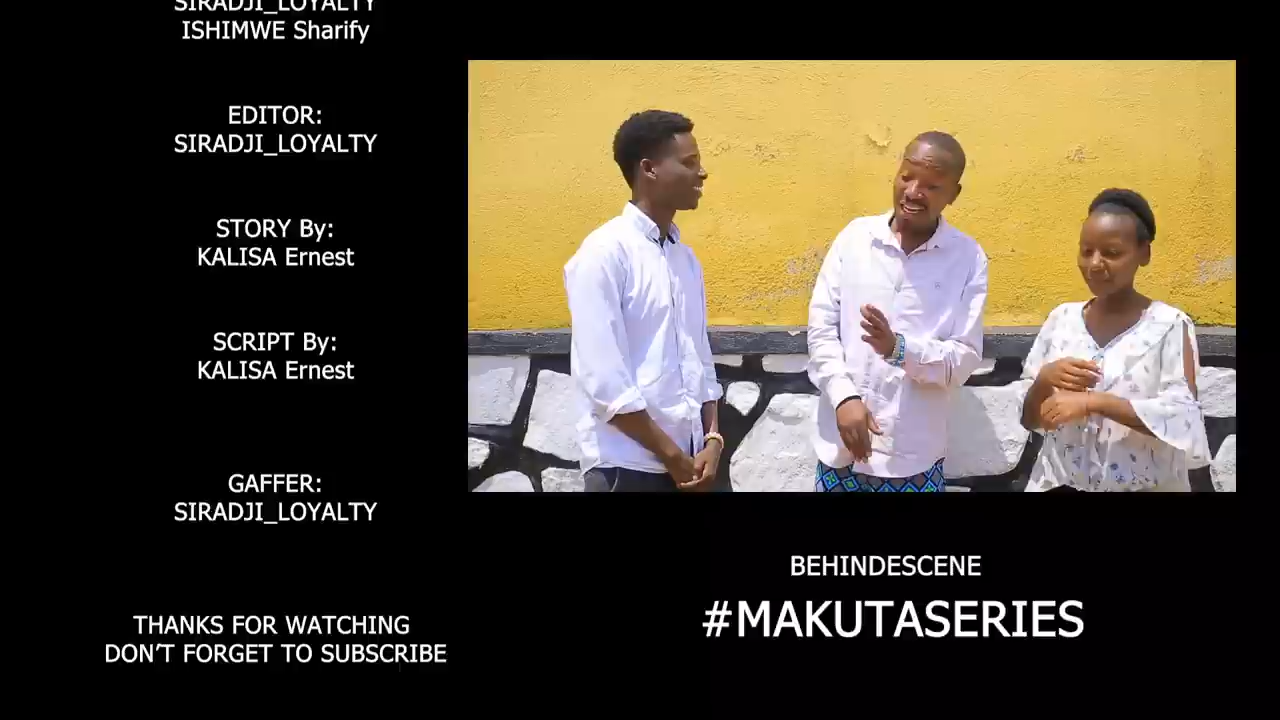 SIRADJI_LOYALTY
ISHIMWE Sharify
EDITOR:
SIRADJI_LOYALTY
STORY By:
KALISA Ernest
SCRIPT By:
KALISA Ernest
GAFFER:
SIRADJI_LOYALTY
THANKS FOR WATCHING
DON'T FORGET TO SUBSCRIBE
BEHINDESCENE
#MAKUTASERIES